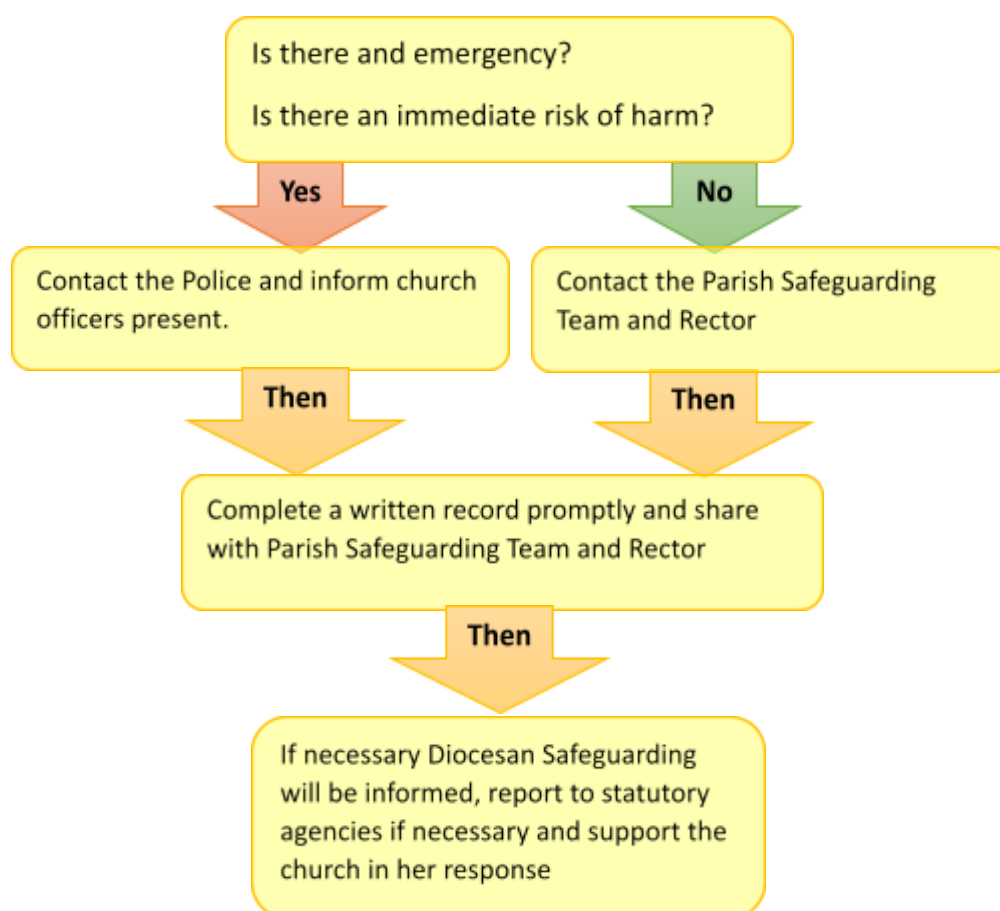 Is there and emergency?
Is there an immediate risk of harm?
Yes
No
Contact the Police and inform church
officers present.
Contact the Parish Safeguarding
Team and Rector
Then
Then
Complete a written record promptly and share
with Parish Safeguarding Team and Rector
Then
If necessary Diocesan Safeguarding
will be informed, report to statutory
agencies if necessary and support the
church in her response